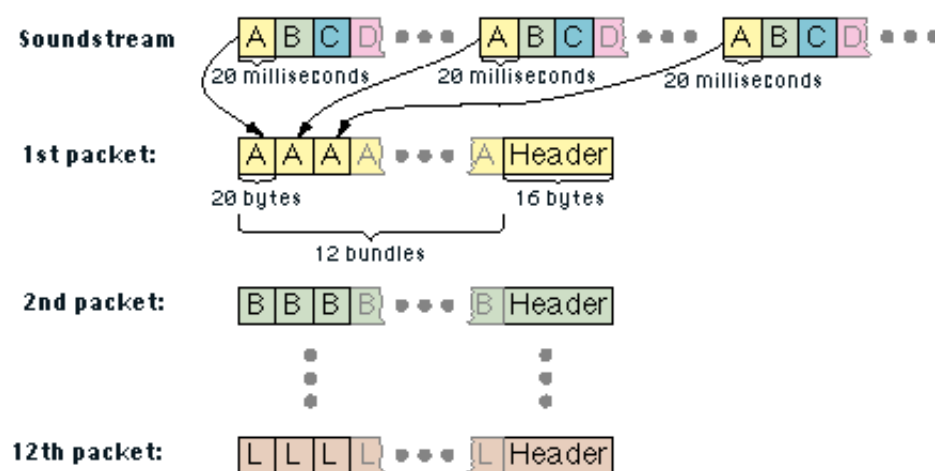 Soundstream A B C D A B C D A B C D
20 milliseconds 20 milliseconds 20 milliseconds
1st packet: A A A A A Header
20 bytes 16 bytes
12 bundles
2nd packet: B B B B B Header
12th packet: L L L L L Header